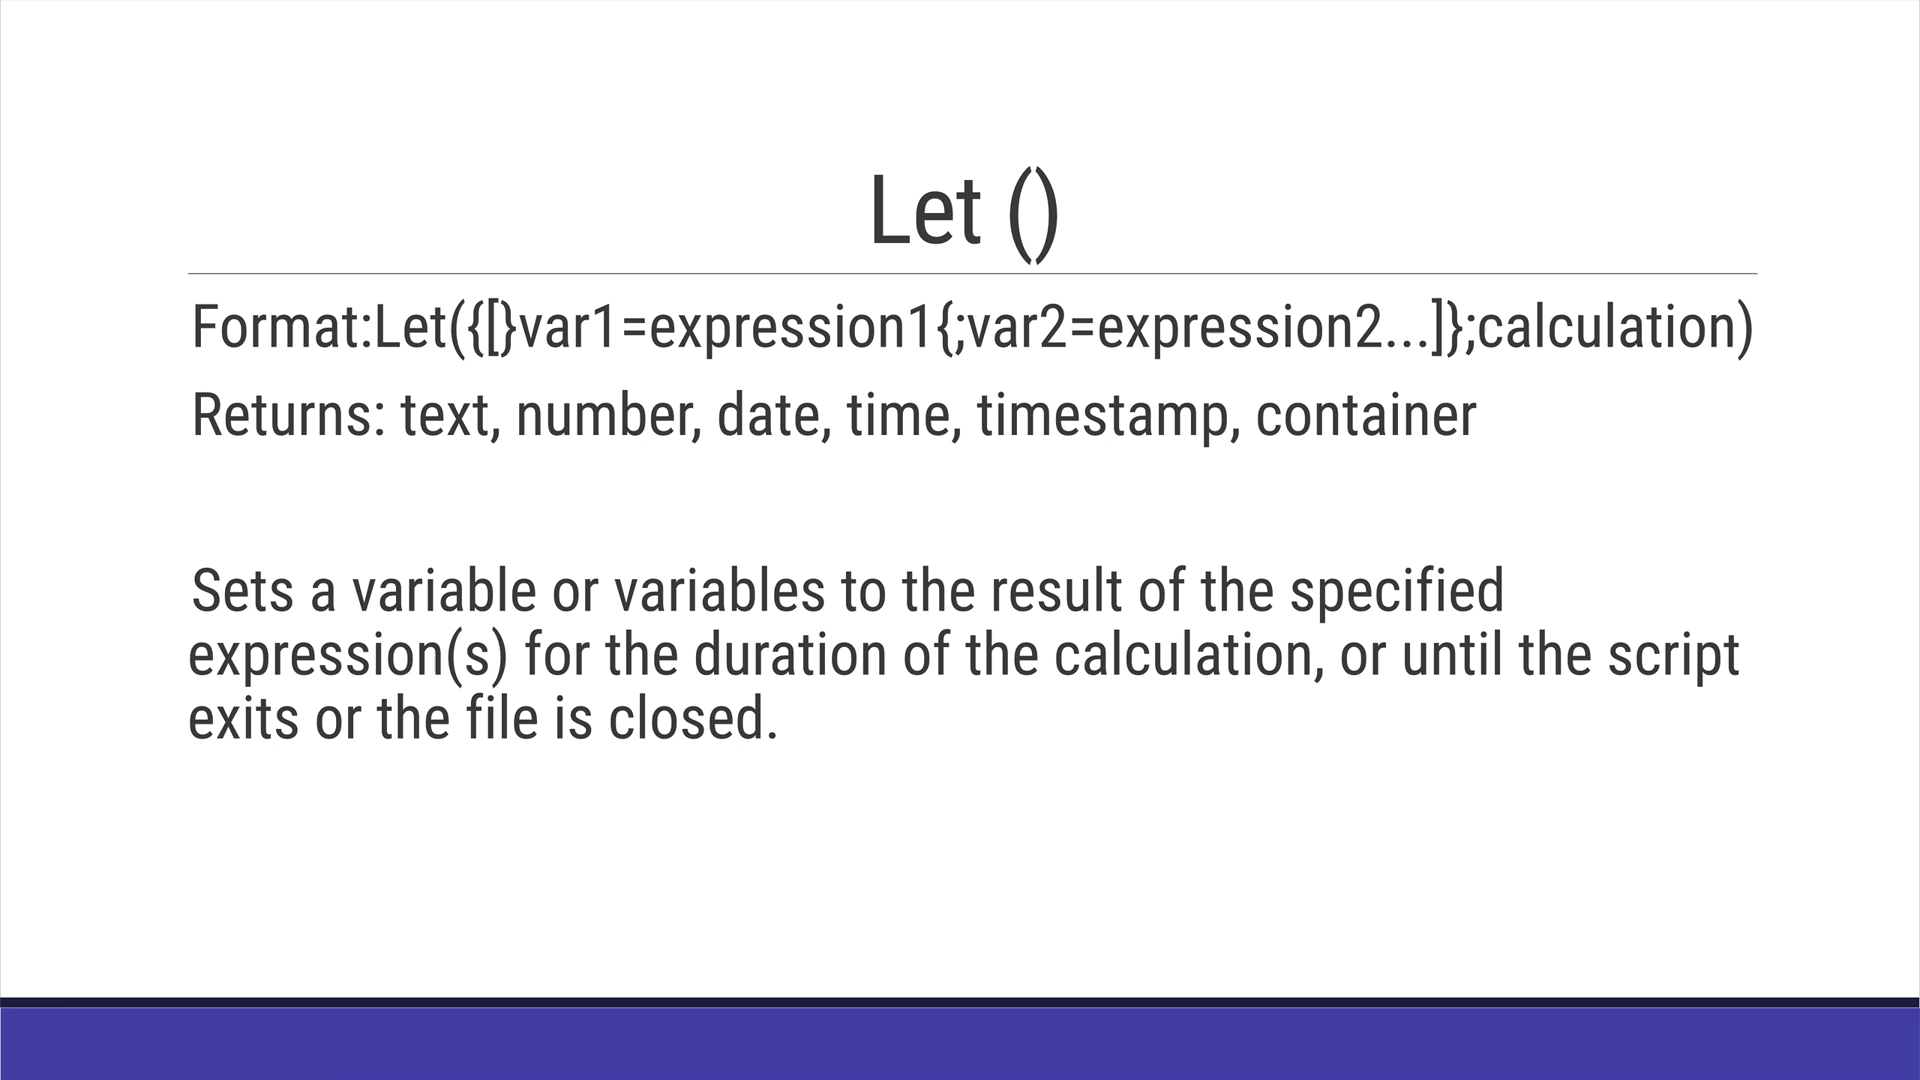 Let ()
Format:Let({[}var1=expression1{;var2=expression2...]};calculation)
Returns: text, number, date, time, timestamp, container
Sets a variable or variables to the result of the specified
expression(s) for the duration of the calculation, or until the script
exits or the file is closed.